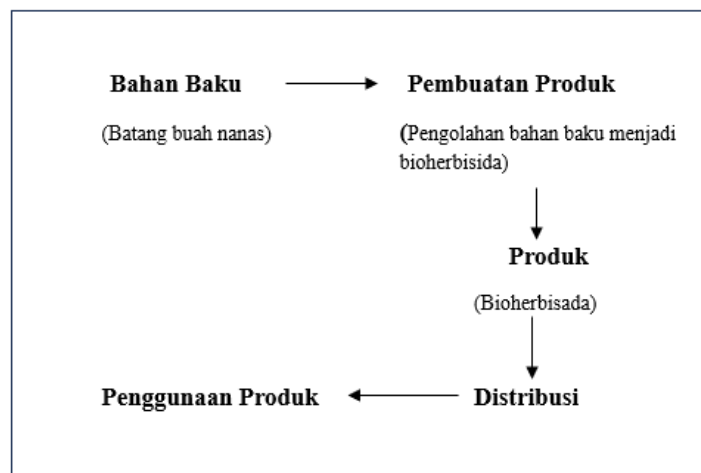 Bahan Baku
Pembuatan Produk
(Batang buah nanas)
(Pengolahan bahan baku menjadi
bioherbisida)
Produk
(Bioherbisada)
Penggunaan Produk
Distribusi